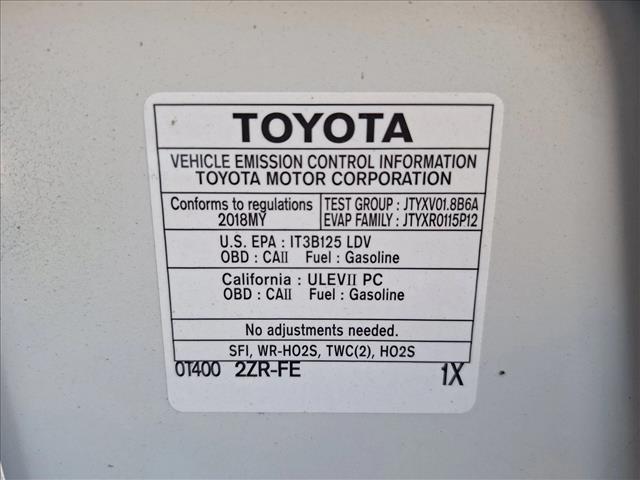 TOYOTA
VEHICLE EMISSION CONTROL INFORMATION
TOYOTA MOTOR CORPORATION
Conforms to regulations
2018MY
TEST GROUP : JTYXV01.8B6A
EVAP FAMILY : JTYXR0115P12
U.S. EPA : IT3B125 LDV
OBD : CAII Fuel : Gasoline
California : ULEVII PC
OBD : CAII Fuel : Gasoline
No adjustments needed.
SFI, WR-HO2S, TWC(2), HO2S
0T400 2ZR-FE 1X